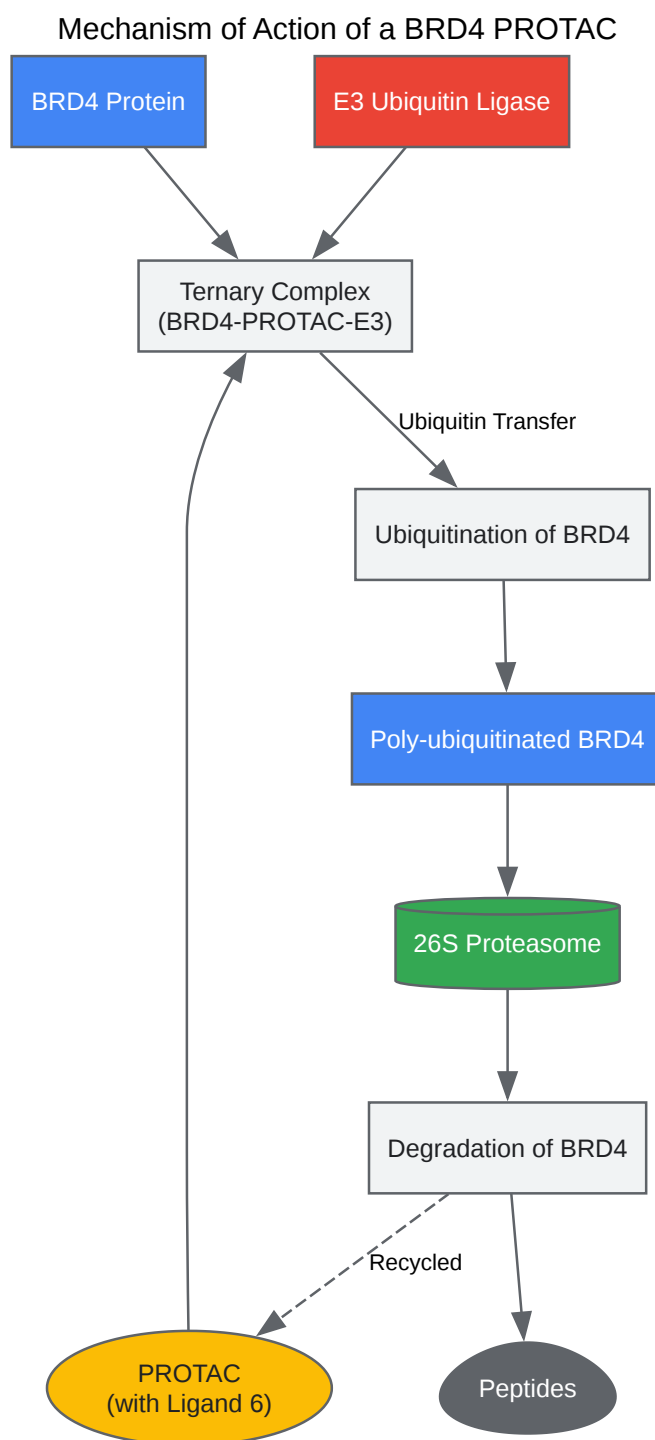 Mechanism of Action of a BRD4 PROTAC
BRD4 Protein
E3 Ubiquitin Ligase
Ternary Complex
(BRD4-PROTAC-E3)
Ubiquitin Transfer
Ubiquitination of BRD4
Poly-ubiquitinated BRD4
26S Proteasome
Degradation of BRD4
Recycled
PROTAC
(with Ligand 6)
Peptides